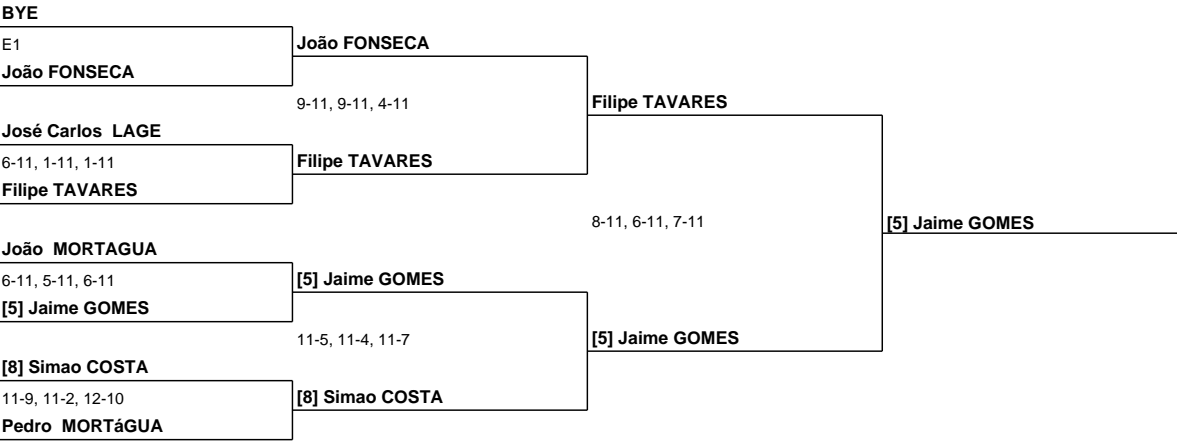 BYE
E1
João FONSECA
João FONSECA
9-11, 9-11, 4-11
Filipe TAVARES
José Carlos  LAGE
6-11, 1-11, 1-11
Filipe TAVARES
Filipe TAVARES
8-11, 6-11, 7-11
[5] Jaime GOMES
João  MORTAGUA
6-11, 5-11, 6-11
[5] Jaime GOMES
[5] Jaime GOMES
11-5, 11-4, 11-7
[5] Jaime GOMES
[8] Simao COSTA
11-9, 11-2, 12-10
[8] Simao COSTA
Pedro  MORTáGUA